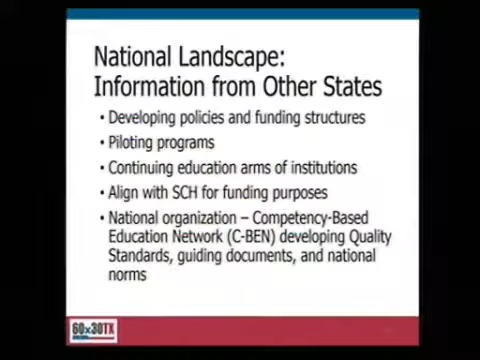 National Landscape:
Information from Other States
• Developing policies and funding structures
• Piloting programs
• Continuing education arms of institutions
• Align with SCH for funding purposes
• National organization – Competency-Based
Education Network (C-BEN) developing Quality
Standards, guiding documents, and national
norms
60x30TX